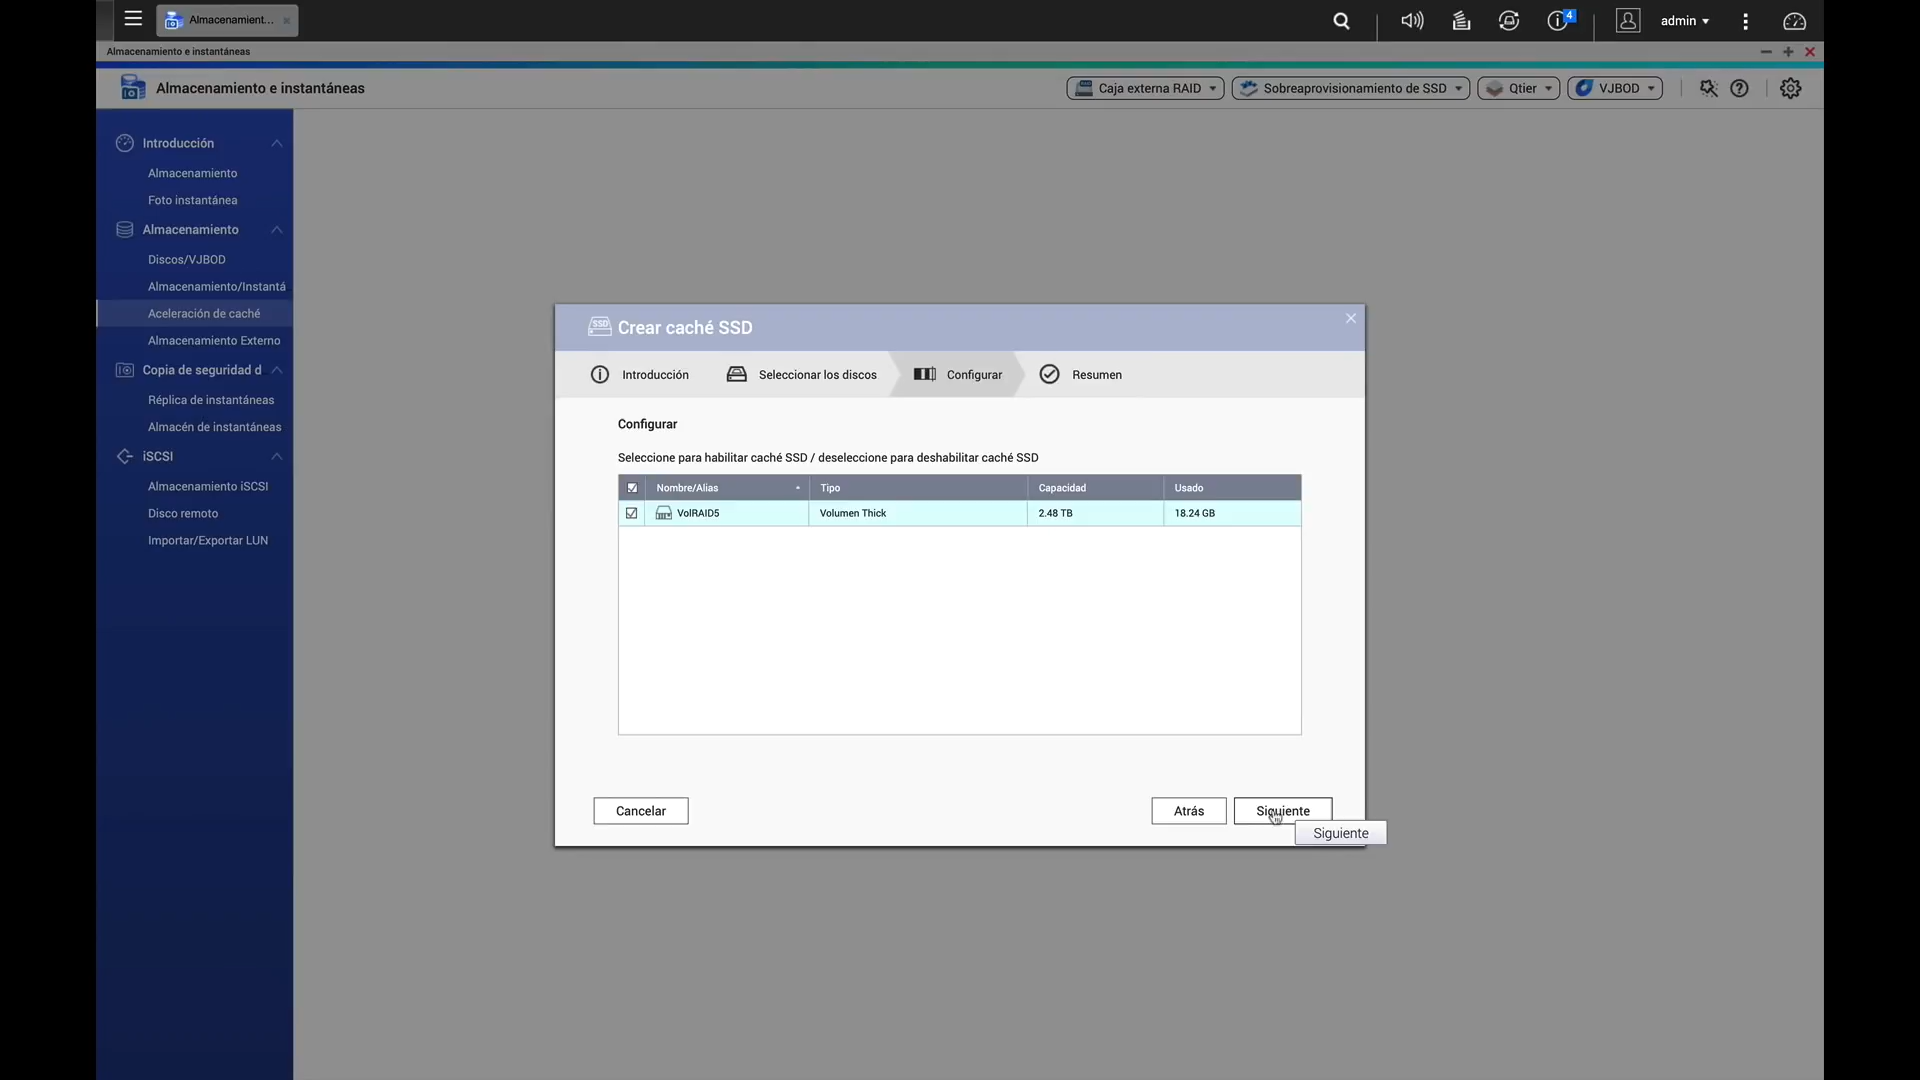 Almacenamient...
4
admin
Almacenamiento e instantáneas
Almacenamiento e instantáneas
Caja externa RAID
Sobreaprovisionamiento de SSD
Qtier
VJBOD
Introducción
Almacenamiento
Foto instantánea
Almacenamiento
Discos/VJBOD
Almacenamiento/Instantá
Aceleración de caché
Almacenamiento Externo
Copia de seguridad d
Réplica de instantáneas
Almacén de instantáneas
iSCSI
Almacenamiento iSCSI
Disco remoto
Importar/Exportar LUN
SSD Crear caché SSD
Introducción Seleccionar los discos Configurar Resumen
Configurar
Seleccione para habilitar caché SSD / deseleccione para deshabilitar caché SSD
Nombre/Alias Tipo Capacidad Usado
VolRAID5 Volumen Thick 2.48 TB 18.24 GB
Cancelar Atrás Siguiente
Siguiente